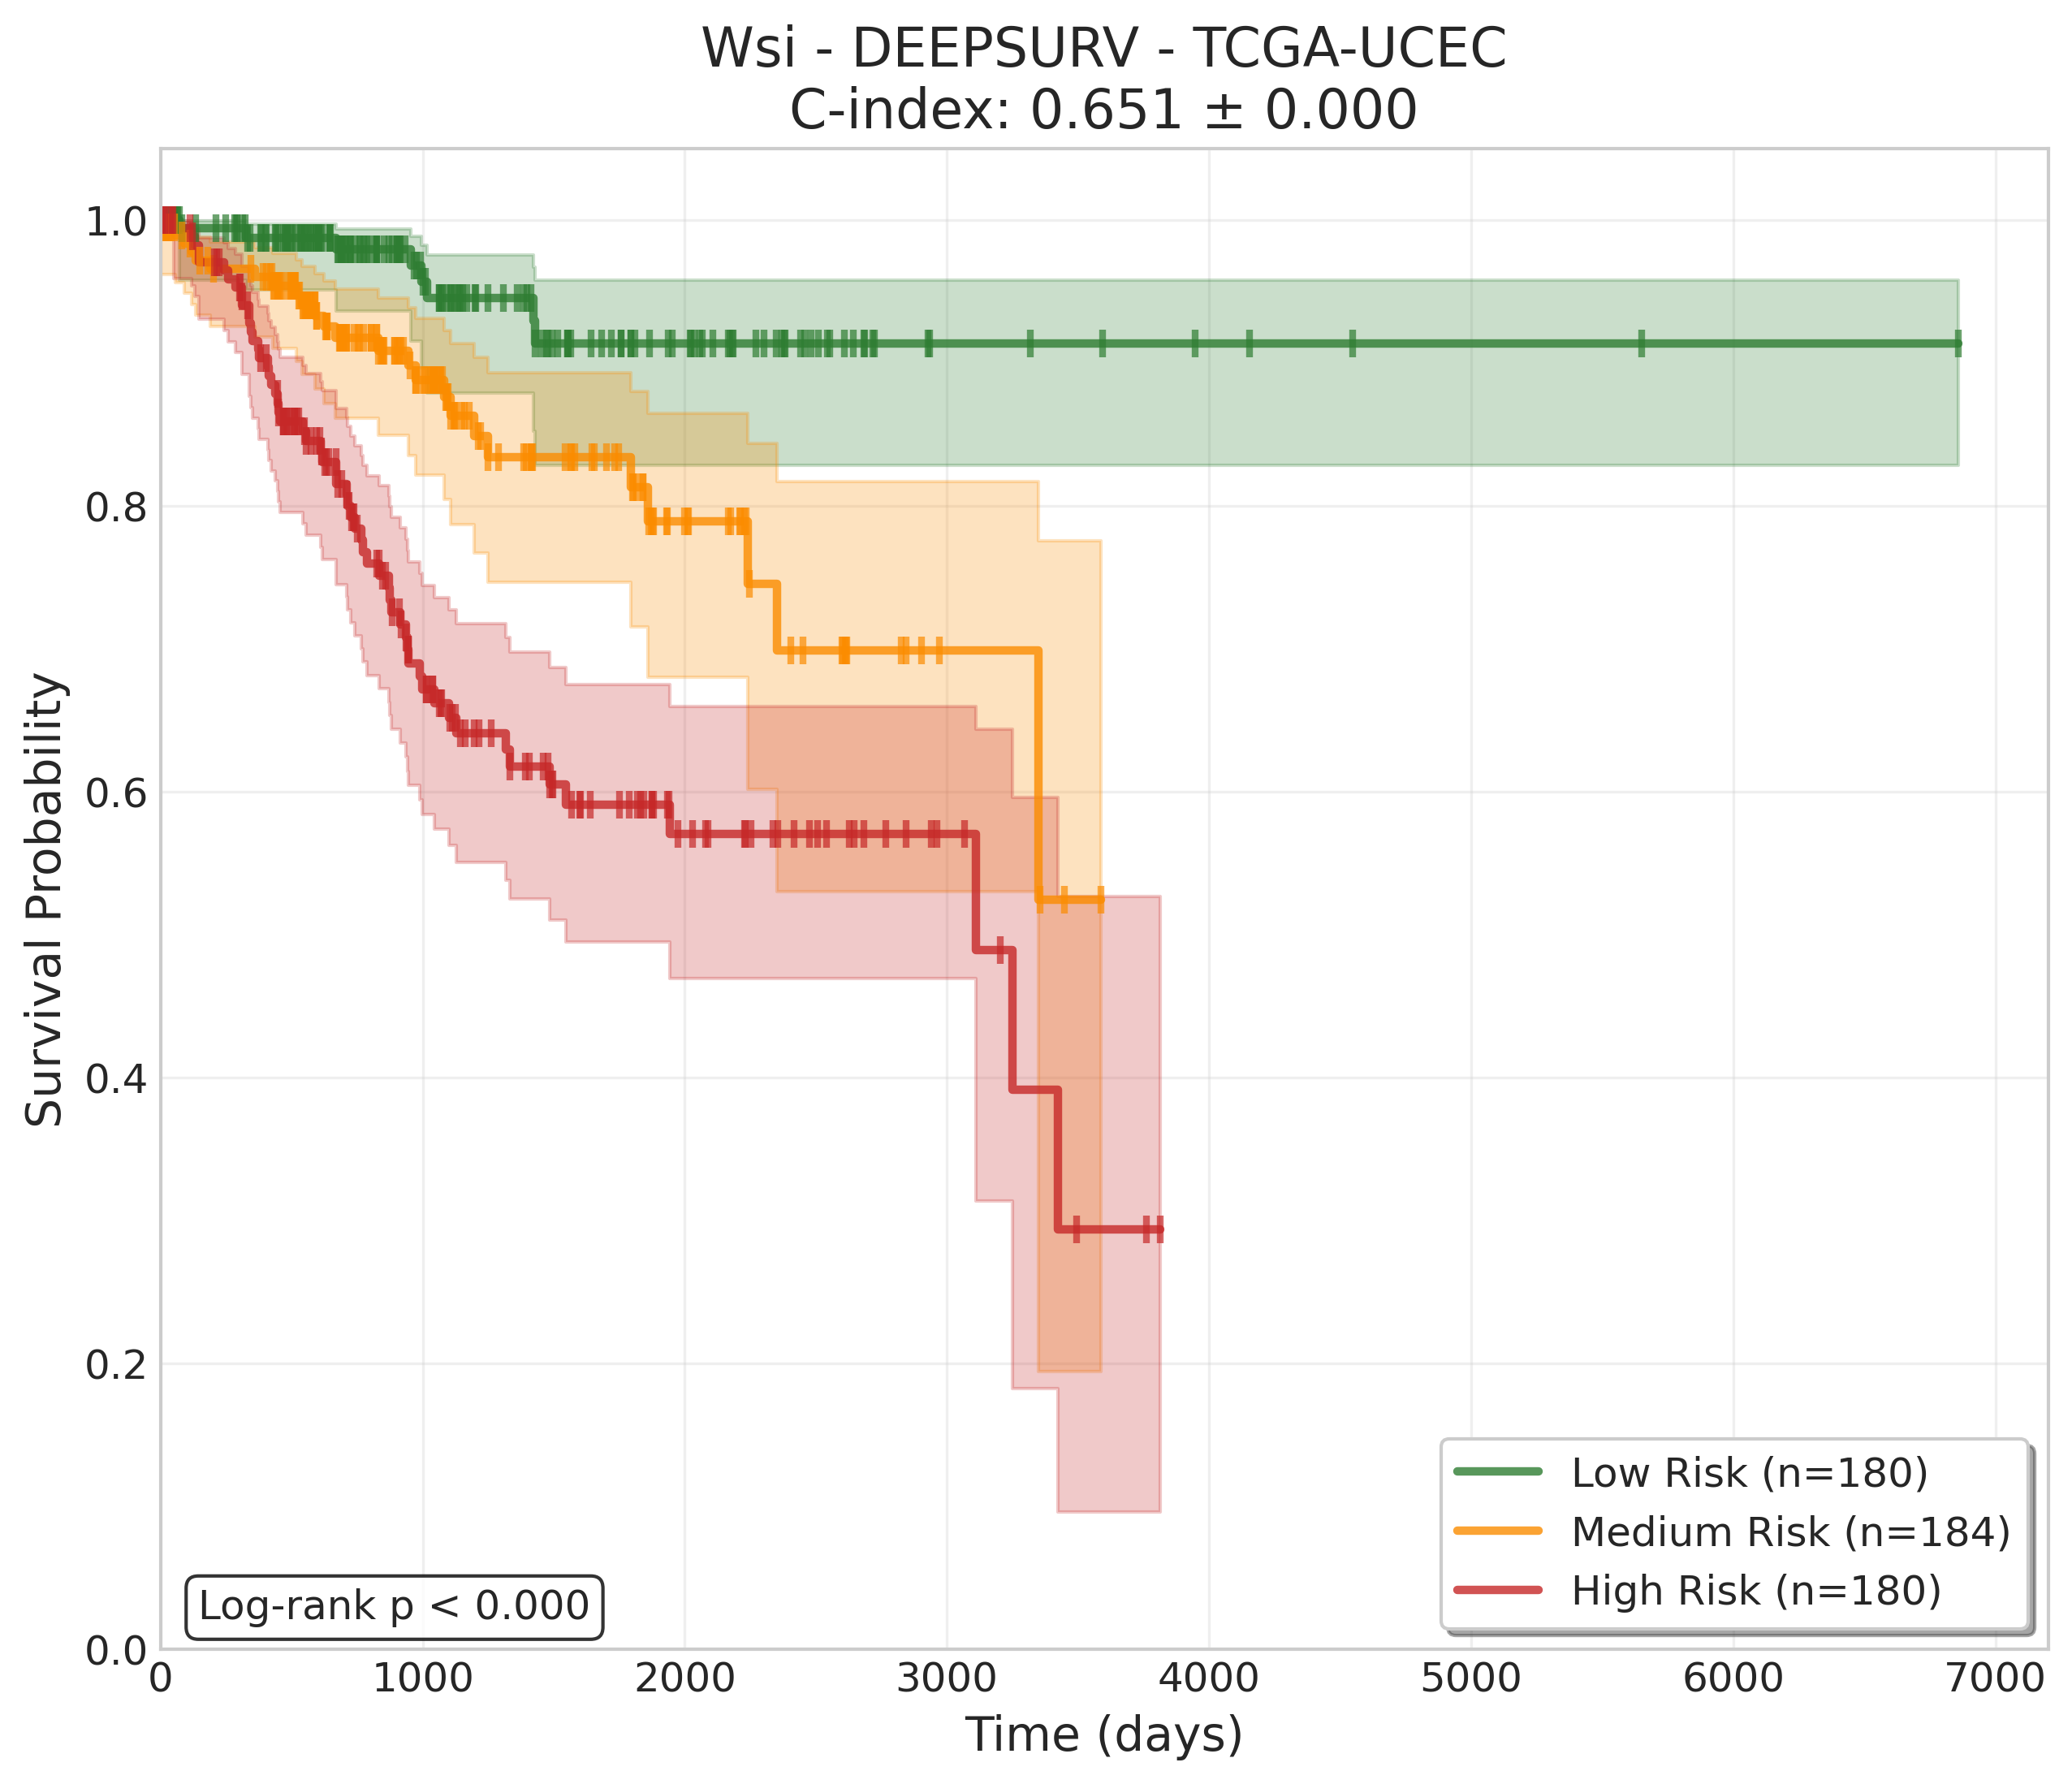 Wsi - DEEPSURV - TCGA-UCEC
C-index: 0.651 ± 0.000
Survival Probability
1.0
0.8
0.6
0.4
0.2
0.0
Log-rank p < 0.000
Low Risk (n=180)
Medium Risk (n=184)
High Risk (n=180)
0 1000 2000 3000 4000 5000 6000 7000
Time (days)